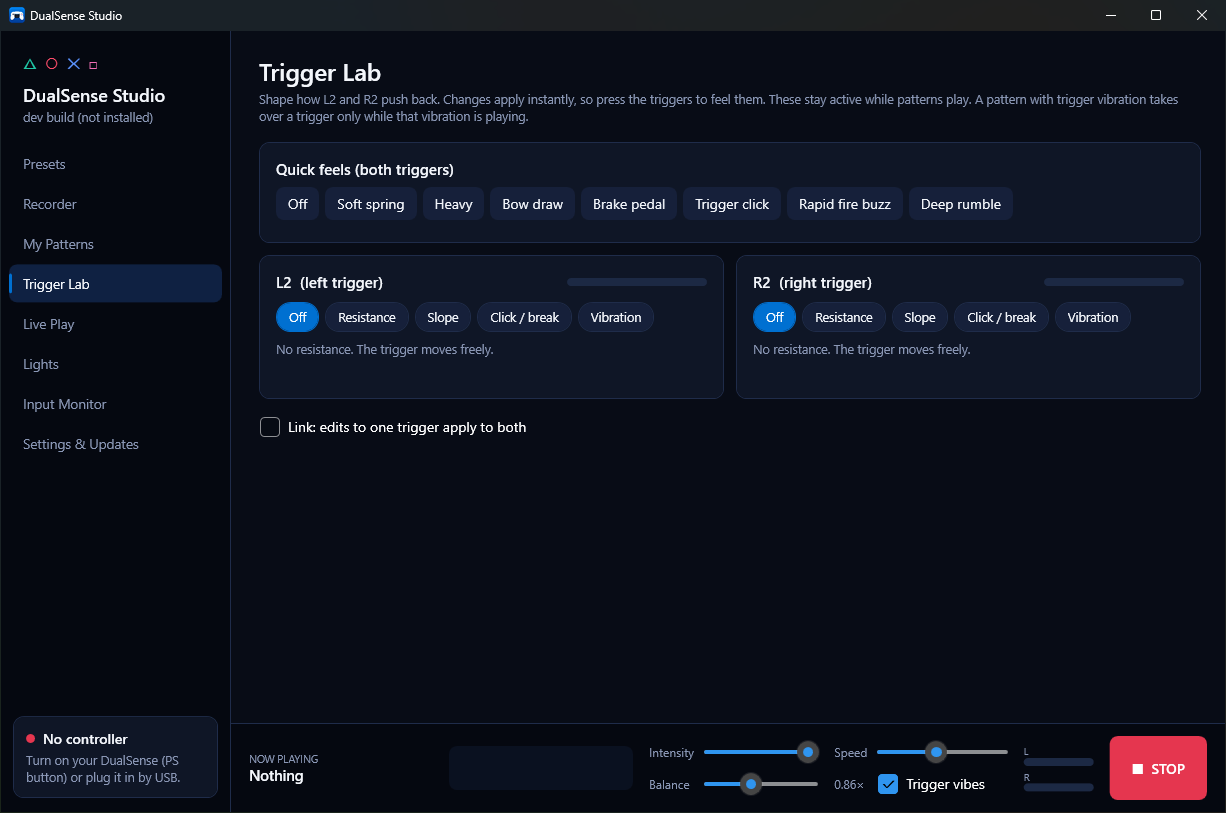 DualSense Studio
DualSense Studio
dev build (not installed)
Presets
Recorder
My Patterns
Trigger Lab
Live Play
Lights
Input Monitor
Settings & Updates
No controller
Turn on your DualSense (PS
button) or plug it in by USB.
Trigger Lab
Shape how L2 and R2 push back. Changes apply instantly, so press the triggers to feel them. These stay active while patterns play. A pattern with trigger vibration takes
over a trigger only while that vibration is playing.
Quick feels (both triggers)
Off Soft spring Heavy Bow draw Brake pedal Trigger click Rapid fire buzz Deep rumble
L2 (left trigger)
Off Resistance Slope Click / break Vibration
No resistance. The trigger moves freely.
R2 (right trigger)
Off Resistance Slope Click / break Vibration
No resistance. The trigger moves freely.
Link: edits to one trigger apply to both
NOW PLAYING
Nothing
Intensity
Balance
Speed
0.86×
Trigger vibes
L
R
STOP